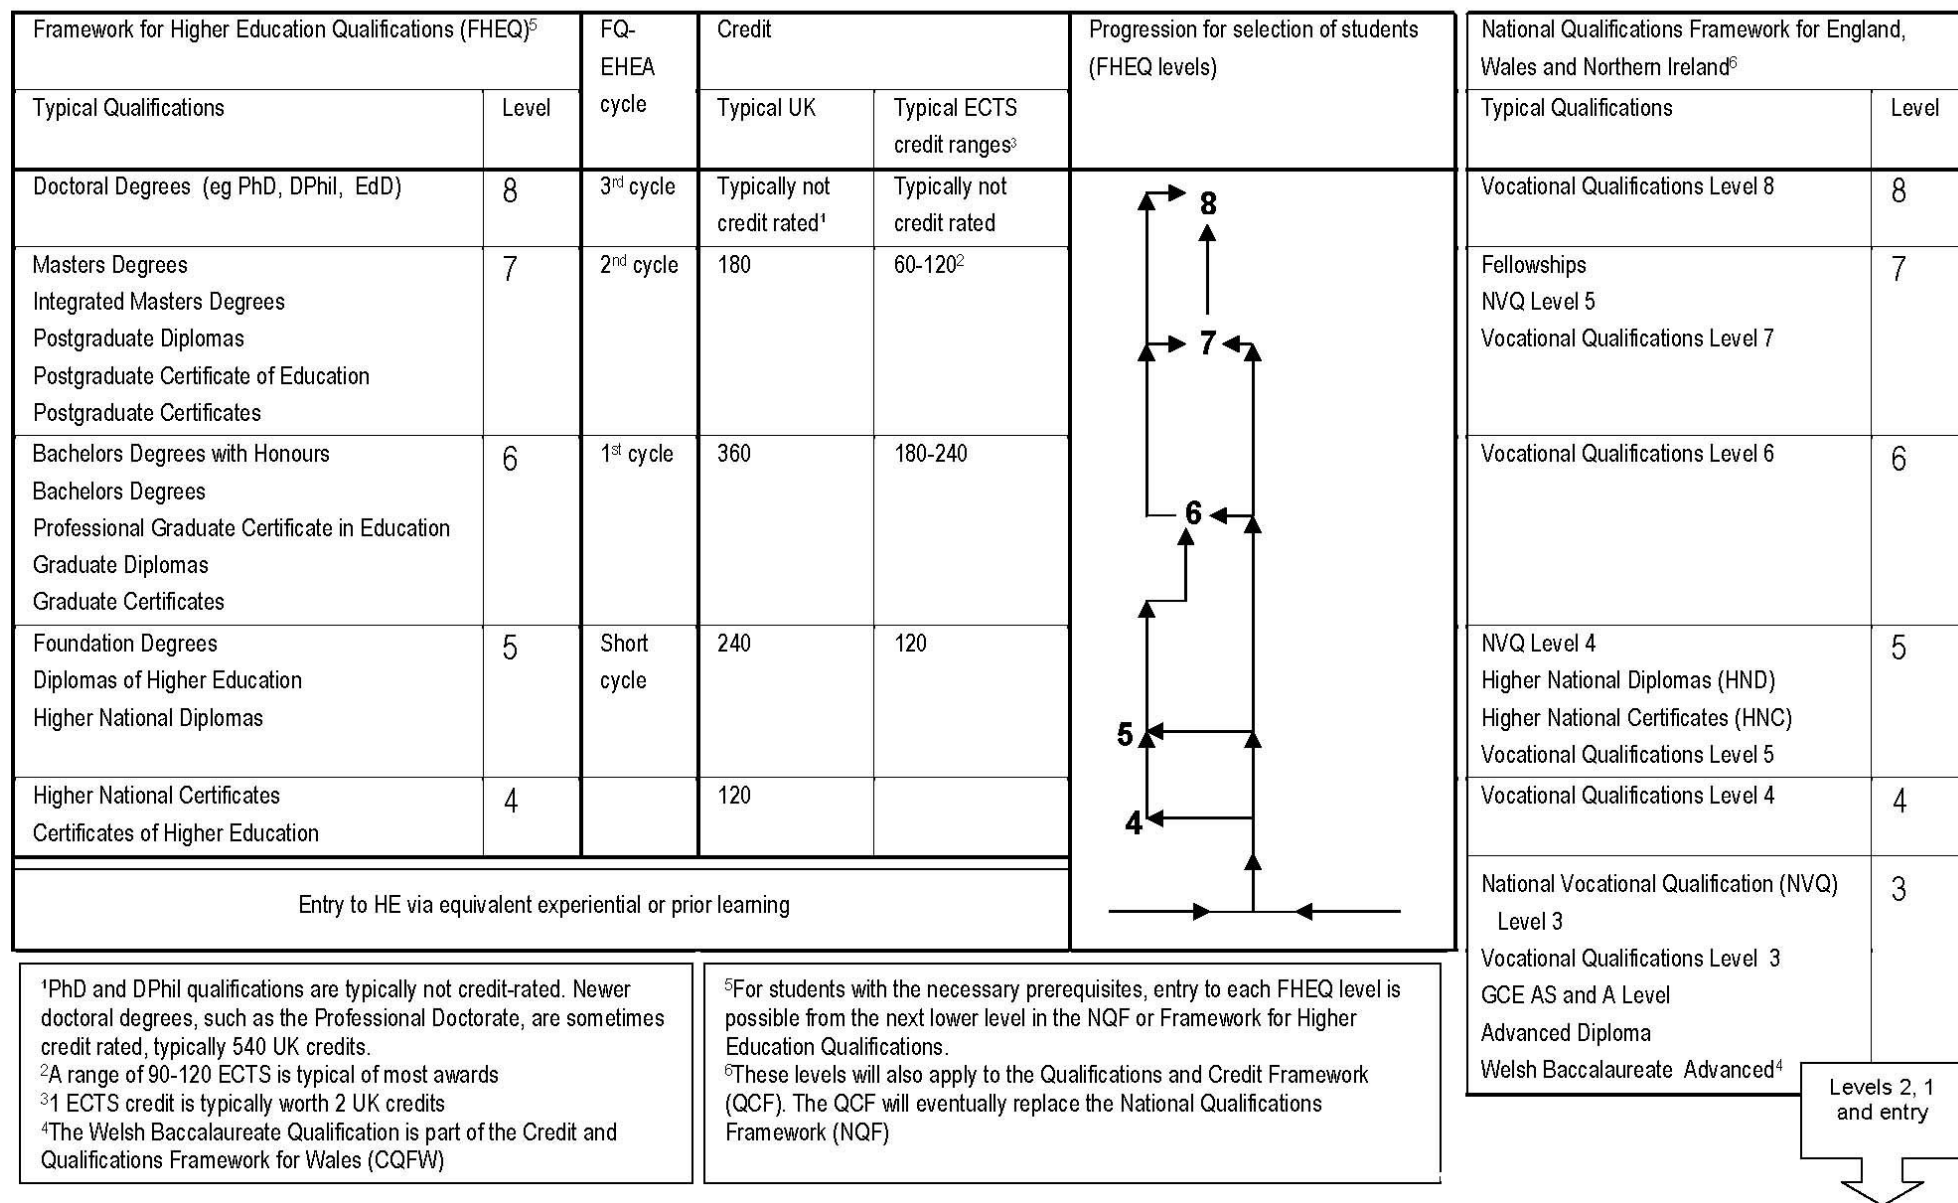 Framework for Higher Education Qualifications (FHEQ)⁵
FQ-
EHEA
cycle
Credit
Progression for selection of students
(FHEQ levels)
National Qualifications Framework for England,
Wales and Northern Ireland⁶
Typical Qualifications
Level
Typical UK
Typical ECTS
credit ranges³
Typical Qualifications
Level
Doctoral Degrees (eg PhD, DPhil, EdD)
8
3rd cycle
Typically not
credit rated¹
Typically not
credit rated
8
Vocational Qualifications Level 8
8
Masters Degrees
Integrated Masters Degrees
Postgraduate Diplomas
Postgraduate Certificate of Education
Postgraduate Certificates
7
2nd cycle
180
60-120²
7
Fellowships
NVQ Level 5
Vocational Qualifications Level 7
7
Bachelors Degrees with Honours
Bachelors Degrees
Professional Graduate Certificate in Education
Graduate Diplomas
Graduate Certificates
6
1st cycle
360
180-240
6
Vocational Qualifications Level 6
6
Foundation Degrees
Diplomas of Higher Education
Higher National Diplomas
5
Short
cycle
240
120
5
NVQ Level 4
Higher National Diplomas (HND)
Higher National Certificates (HNC)
Vocational Qualifications Level 5
5
Higher National Certificates
Certificates of Higher Education
4
120
4
Vocational Qualifications Level 4
4
Entry to HE via equivalent experiential or prior learning
National Vocational Qualification (NVQ)
Level 3
Vocational Qualifications Level 3
GCE AS and A Level
Advanced Diploma
Welsh Baccalaureate Advanced⁴
3
¹PhD and DPhil qualifications are typically not credit-rated. Newer
doctoral degrees, such as the Professional Doctorate, are sometimes
credit rated, typically 540 UK credits.
²A range of 90-120 ECTS is typical of most awards
³1 ECTS credit is typically worth 2 UK credits
⁴The Welsh Baccalaureate Qualification is part of the Credit and
Qualifications Framework for Wales (CQFW)
⁵For students with the necessary prerequisites, entry to each FHEQ level is
possible from the next lower level in the NQF or Framework for Higher
Education Qualifications.
⁶These levels will also apply to the Qualifications and Credit Framework
(QCF). The QCF will eventually replace the National Qualifications
Framework (NQF)
Levels 2, 1
and entry